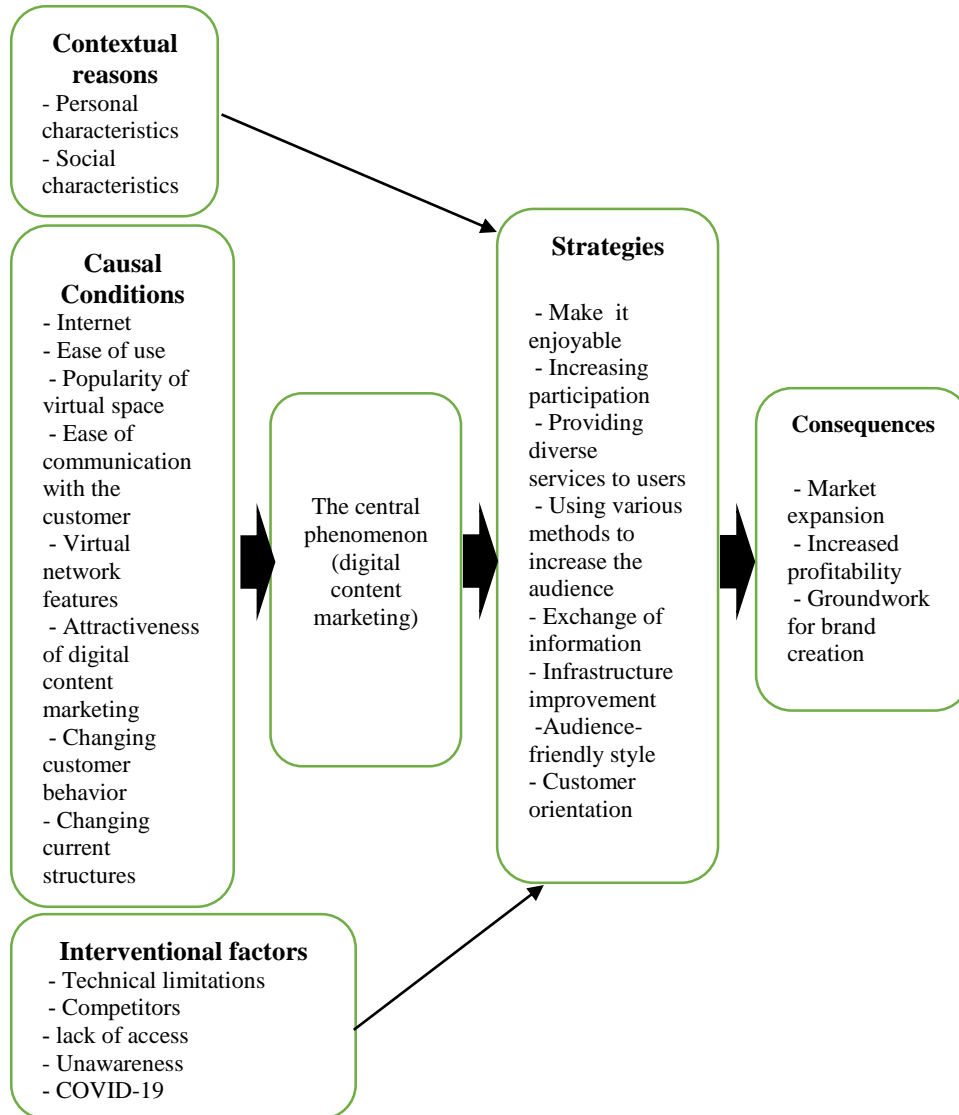 Contextual
reasons
- Personal
characteristics
- Social
characteristics
Causal
Conditions
- Internet
- Ease of use
- Popularity of
virtual space
- Ease of
communication
with the
customer
- Virtual
network
features
- Attractiveness
of digital
content
marketing
- Changing
customer
behavior
- Changing
current
structures
Interventional factors
- Technical limitations
- Competitors
- lack of access
- Unawareness
- COVID-19
The central
phenomenon
(digital
content
marketing)
Strategies
- Make it
enjoyable
- Increasing
participation
- Providing
diverse
services to users
- Using various
methods to
increase the
audience
- Exchange of
information
- Infrastructure
improvement
-Audience-
friendly style
- Customer
orientation
Consequences
- Market
expansion
- Increased
profitability
- Groundwork
for brand
creation